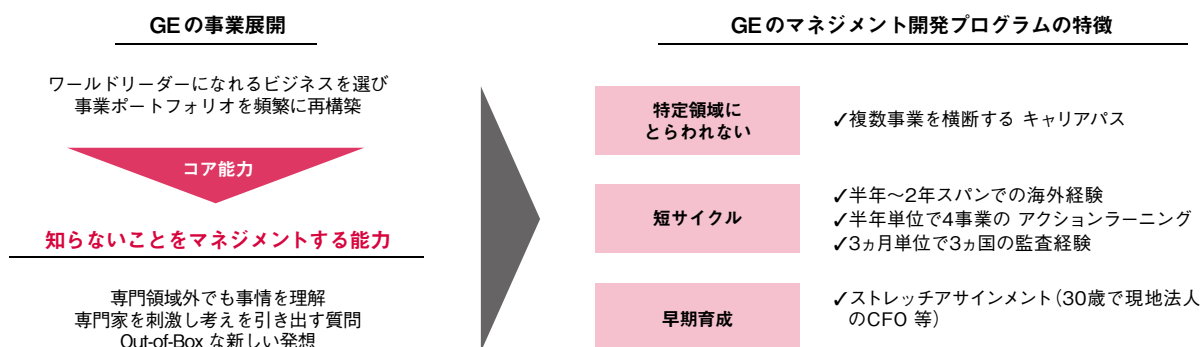 GEの事業展開
ワールドリーダーになれるビジネスを選び
事業ポートフォリオを頻繁に再構築
コア能力
知らないことをマネジメントする能力
専門領域外でも事情を理解
専門家を刺激し考えを引き出す質問
Out-of-Box な新しい発想
GEのマネジメント開発プログラムの特徴
特定領域に
とらわれない
✓複数事業を横断する キャリアパス
短サイクル
✓半年〜2年スパンでの海外経験
✓半年単位で4事業の アクションラーニング
✓3ヵ月単位で3ヵ国の監査経験
早期育成
✓ストレッチアサインメント（30歳で現地法人
のCFO 等）